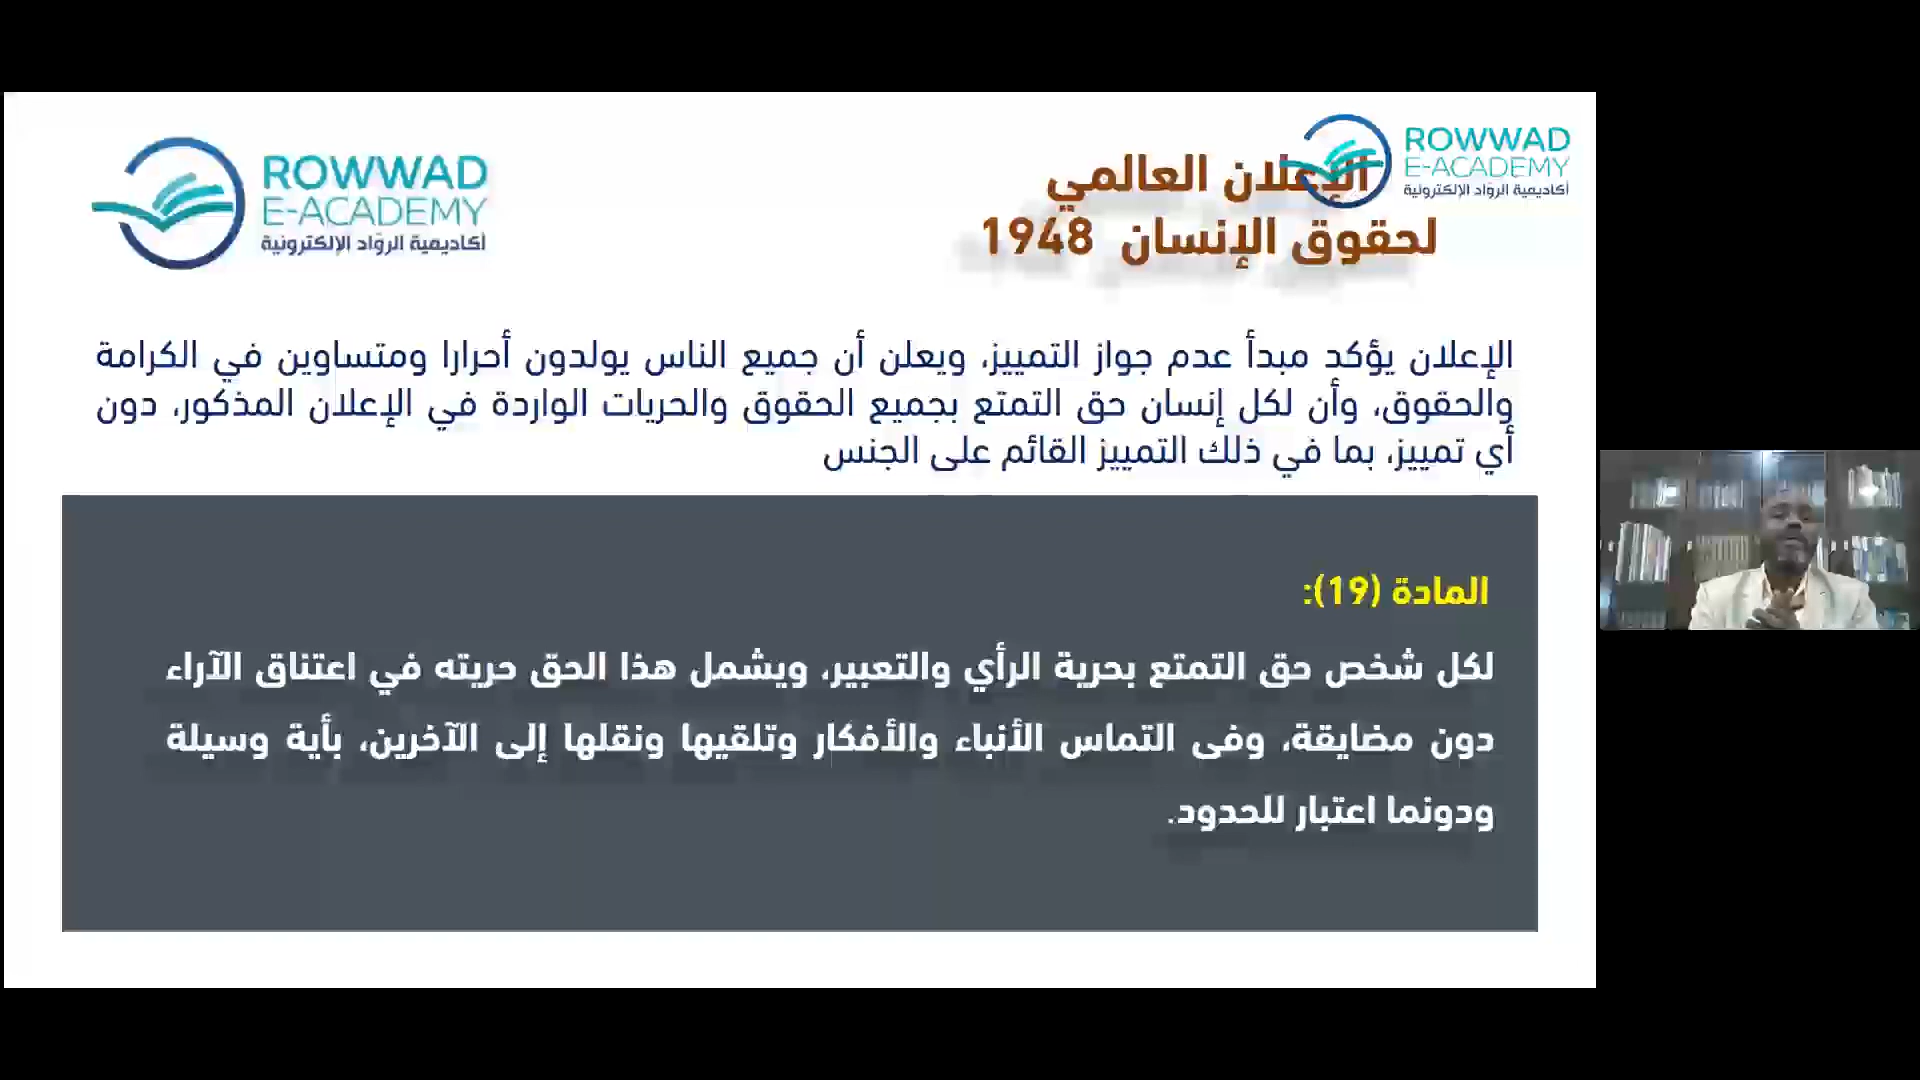 ROWWAD
E-ACADEMY
أكاديمية الروّاد الإلكترونية
ROWWAD
E-ACADEMY
أكاديمية الروّاد الإلكترونية
الإعلان العالمي
لحقوق الإنسان 1948
الإعلان يؤكد مبدأ عدم جواز التمييز، ويعلن أن جميع الناس يولدون أحرارا ومتساوين في الكرامة
والحقوق، وأن لكل إنسان حق التمتع بجميع الحقوق والحريات الواردة في الإعلان المذكور، دون
أي تمييز، بما في ذلك التمييز القائم على الجنس
المادة (19):
لكل شخص حق التمتع بحرية الرأي والتعبير، ويشمل هذا الحق حريته في اعتناق الآراء
دون مضايقة، وفى التماس الأنباء والأفكار وتلقيها ونقلها إلى الآخرين، بأية وسيلة
ودونما اعتبار للحدود.